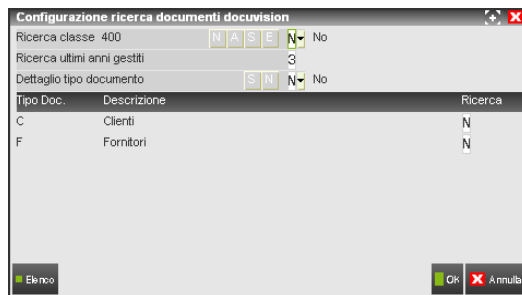 Configurazione ricerca documenti docuvision
Ricerca classe 400 N A S E N No
Ricerca ultimi anni gestiti 3
Dettaglio tipo documento S N N No
Tipo Doc. Descrizione Ricerca
C Clienti N
F Fornitori N
Elenco Ok Annulla